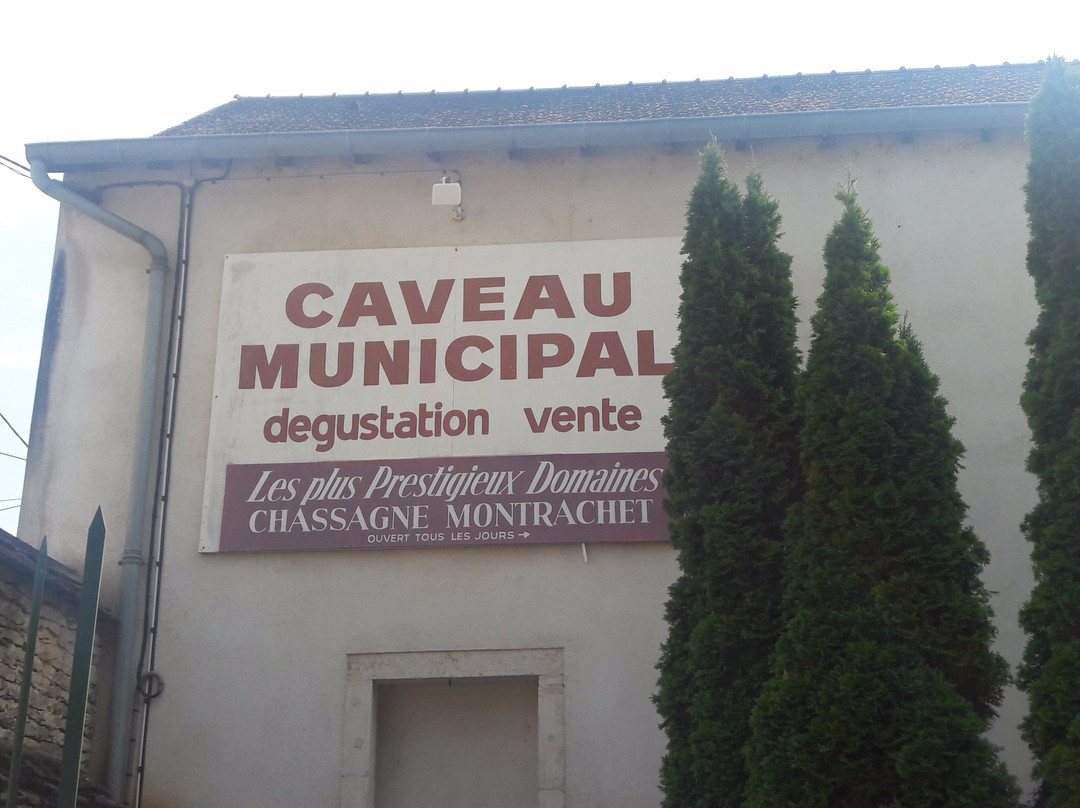 CAVEAU
MUNICIPAL
degustation vente
Les plus Prestigieux Domaines
CHASSAGNE MONTRACHET
OUVERT TOUS LES JOURS →